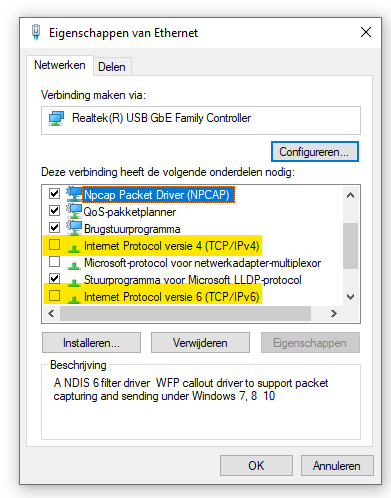 Eigenschappen van Ethernet
Netwerken
Delen
Verbinding maken via:
Realtek(R) USB GbE Family Controller
Configureren...
Deze verbinding heeft de volgende onderdelen nodig:
Npcap Packet Driver (NPCAP)
QoS-pakketplanner
Brugstuurprogramma
Internet Protocol versie 4 (TCP/IPv4)
Microsoft-protocol voor netwerkadapter-multiplexor
Stuurprogramma voor Microsoft LLDP-protocol
Internet Protocol versie 6 (TCP/IPv6)
Installeren...
Verwijderen
Eigenschappen
Beschrijving
A NDIS 6 filter driver WFP callout driver to support packet
capturing and sending under Windows 7, 8 10
OK
Annuleren